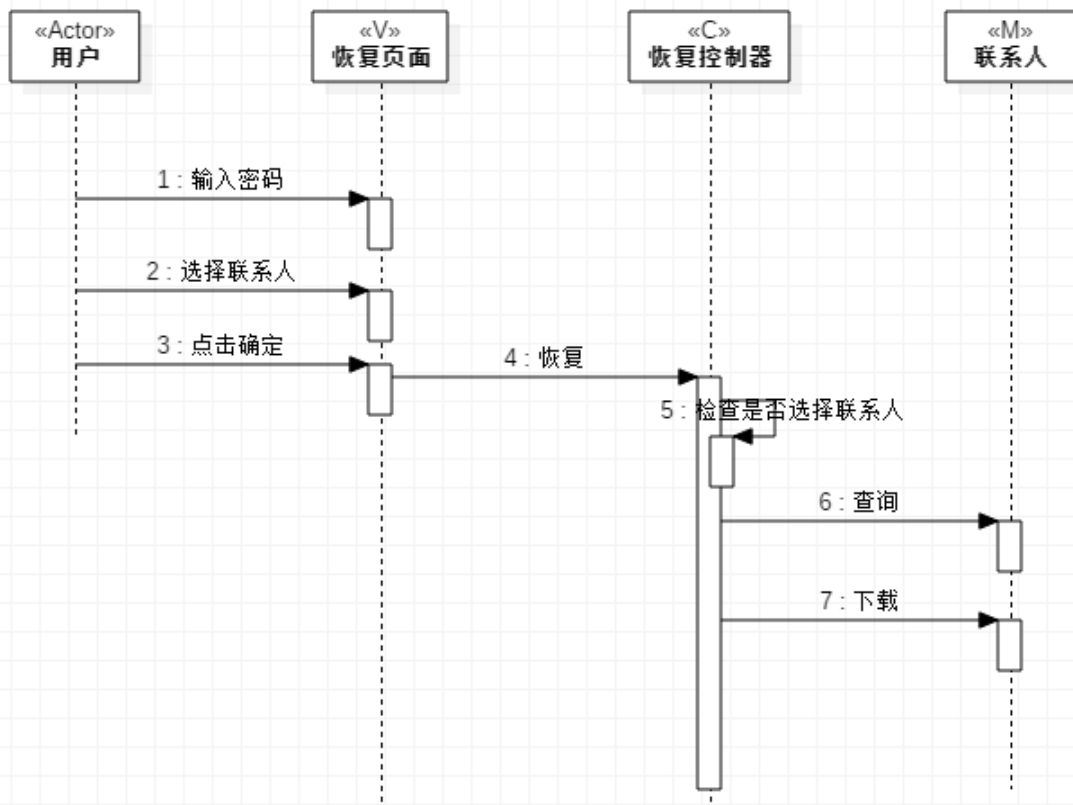 «Actor»
用户
«V»
恢复页面
«C»
恢复控制器
«M»
联系人
1 : 输入密码
2 : 选择联系人
3 : 点击确定
4 : 恢复
5 : 检查是否选择联系人
6 : 查询
7 : 下载